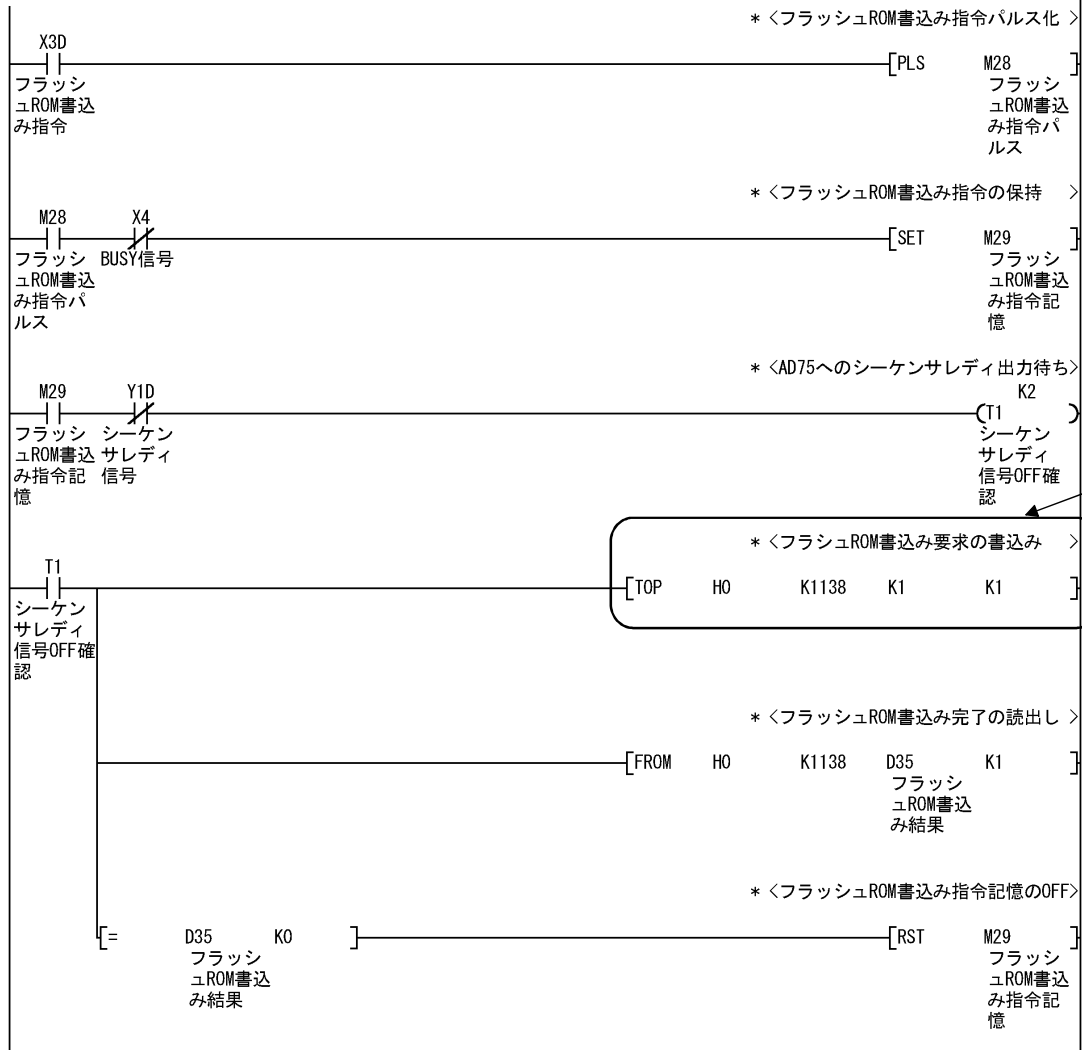 * <フラッシュROM書込み指令パルス化 >
X3D
[PLS M28 ]
フラッシ
ュROM書込
み指令
フラッシ
ュROM書込
み指令パ
ルス
* <フラッシュROM書込み指令の保持 >
M28 X4
[SET M29 ]
フラッシ
ュROM書込
み指令パ
ルス
BUSY信号
フラッシ
ュROM書込
み指令記
憶
* <AD75へのシーケンサレディ出力待ち>
M29 Y1D K2
(T1 )
フラッシ
ュROM書込
み指令記
憶
シーケン
サレディ
信号
シーケン
サレディ
信号OFF確
認
* <フラシュROM書込み要求の書込み >
T1
[TOP H0 K1138 K1 K1 ]
シーケン
サレディ
信号OFF確
認
* <フラッシュROM書込み完了の読出し >
[FROM H0 K1138 D35 K1 ]
フラッシ
ュROM書込
み結果
* <フラッシュROM書込み指令記憶のOFF>
[= D35 K0 ] [RST M29 ]
フラッシ
ュROM書込
み結果
フラッシ
ュROM書込
み指令記
憶